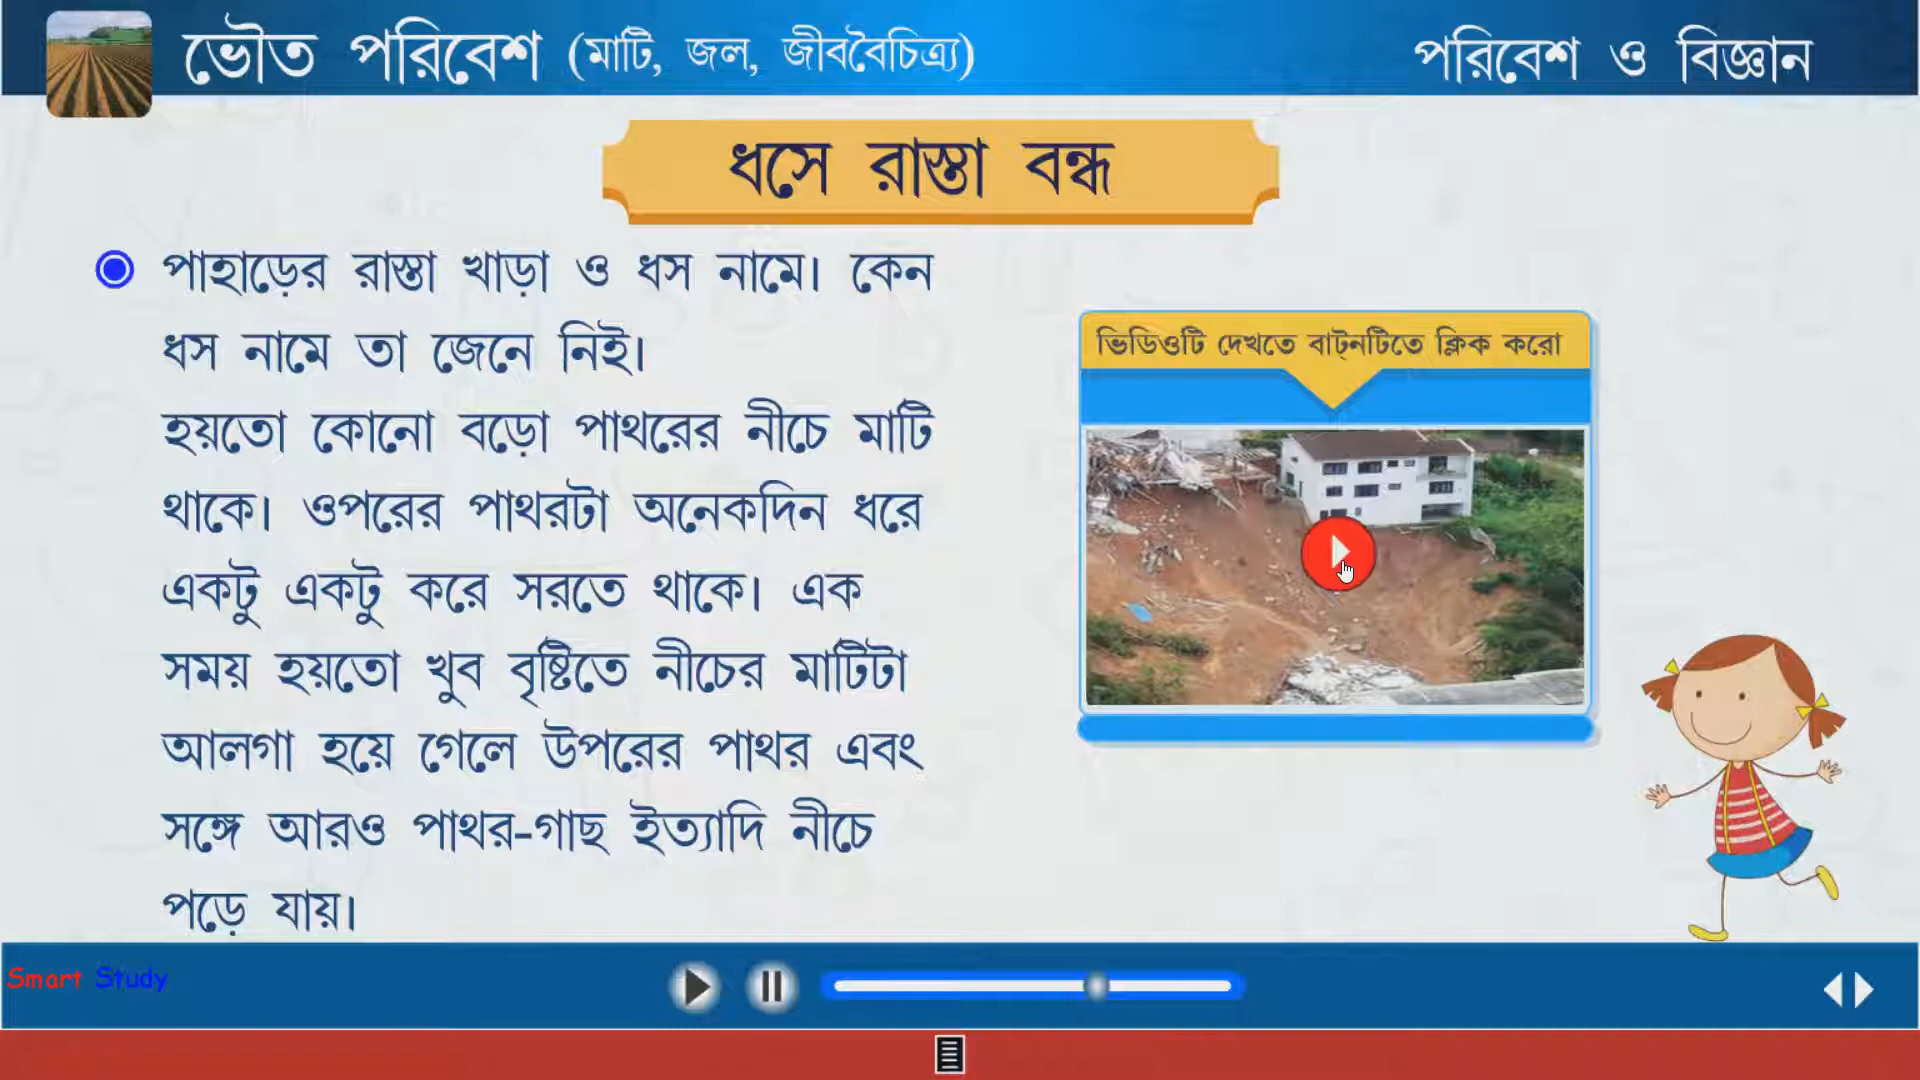 ভৌত পরিবেশ (মাটি, জল, জীববৈচিত্র্য)
পরিবেশ ও বিজ্ঞান
ধসে রাস্তা বন্ধ
পাহাড়ের রাস্তা খাড়া ও ধস নামে। কেন
ধস নামে তা জেনে নিই।
হয়তো কোনো বড়ো পাথরের নীচে মাটি
থাকে। ওপরের পাথরটা অনেকদিন ধরে
একটু একটু করে সরতে থাকে। এক
সময় হয়তো খুব বৃষ্টিতে নীচের মাটিটা
আলগা হয়ে গেলে উপরের পাথর এবং
সঙ্গে আরও পাথর-গাছ ইত্যাদি নীচে
পড়ে যায়।
ভিডিওটি দেখতে বাট্‌নটিতে ক্লিক করো
Smart Study